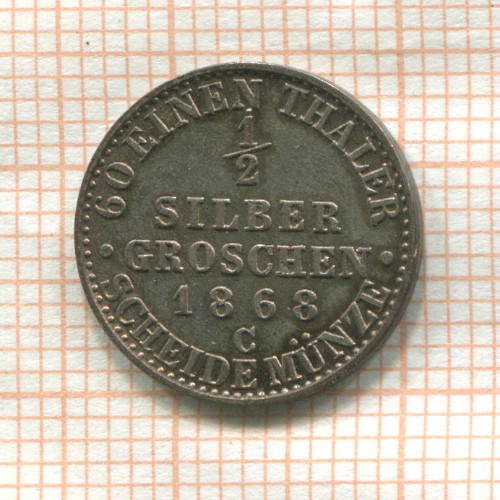 60 EINEN THALER
1/2
SILBER
GROSCHEN
1868
C
SCHEIDE MÜNZE